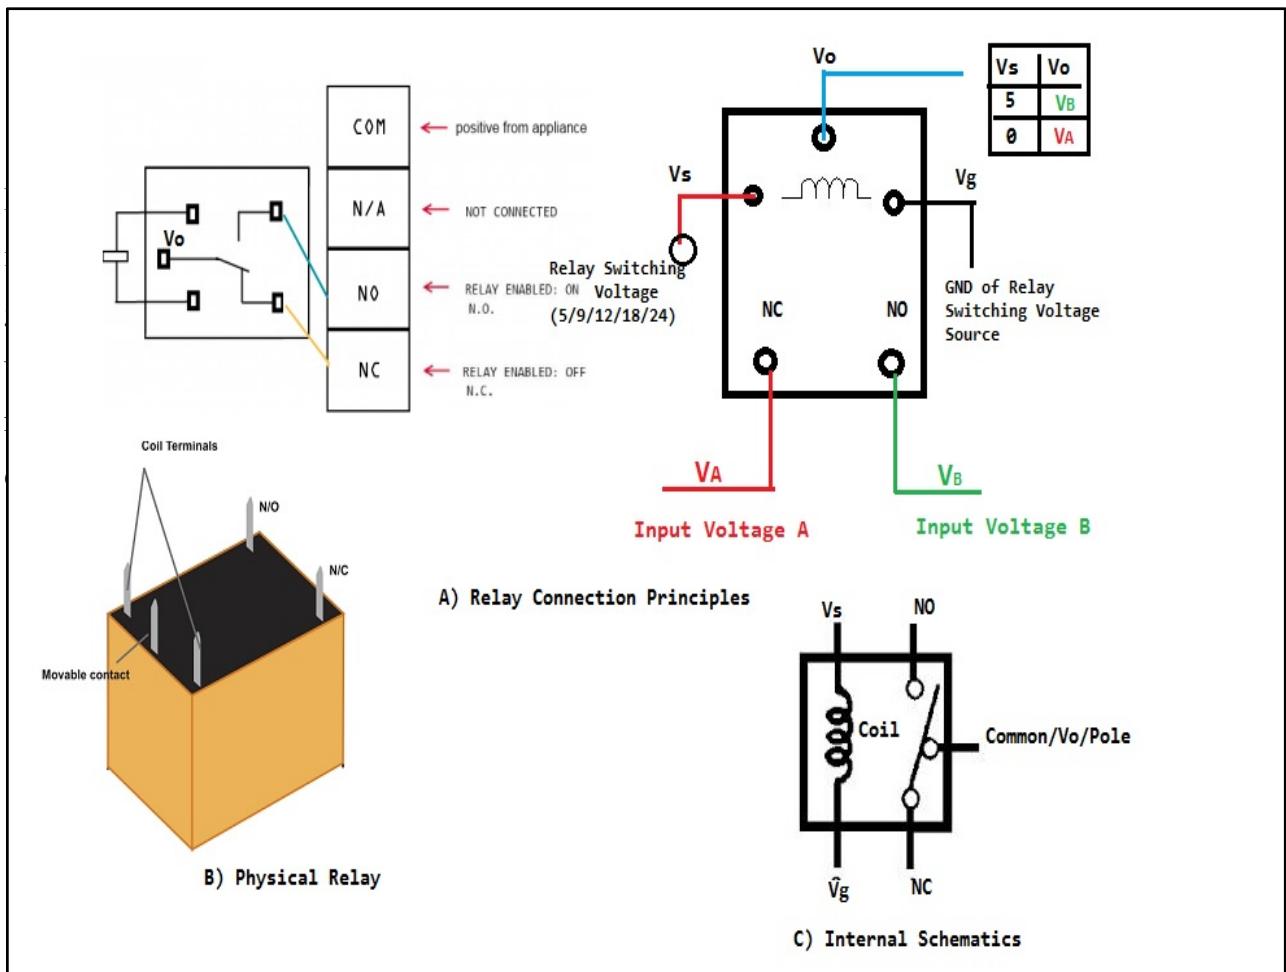 COM
positive from appliance
N/A
NOT CONNECTED
Vo
NO
RELAY ENABLED: ON
N.O.
NC
RELAY ENABLED: OFF
N.C.
Vo
Vs Vo
5 VB
0 VA
Vs
Vg
Relay Switching
Voltage
(5/9/12/18/24)
GND of Relay
Switching Voltage
Source
NC NO
VA
VB
Input Voltage A
Input Voltage B
A) Relay Connection Principles
Coil Terminals
N/O
N/C
Movable contact
B) Physical Relay
Vs NO
Coil
Common/Vo/Pole
Vg NC
C) Internal Schematics